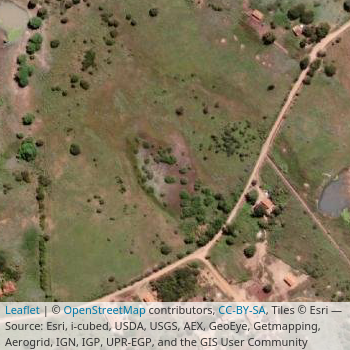 Leaflet | © OpenStreetMap contributors, CC-BY-SA, Tiles © Esri —
Source: Esri, i-cubed, USDA, USGS, AEX, GeoEye, Getmapping,
Aerogrid, IGN, IGP, UPR-EGP, and the GIS User Community